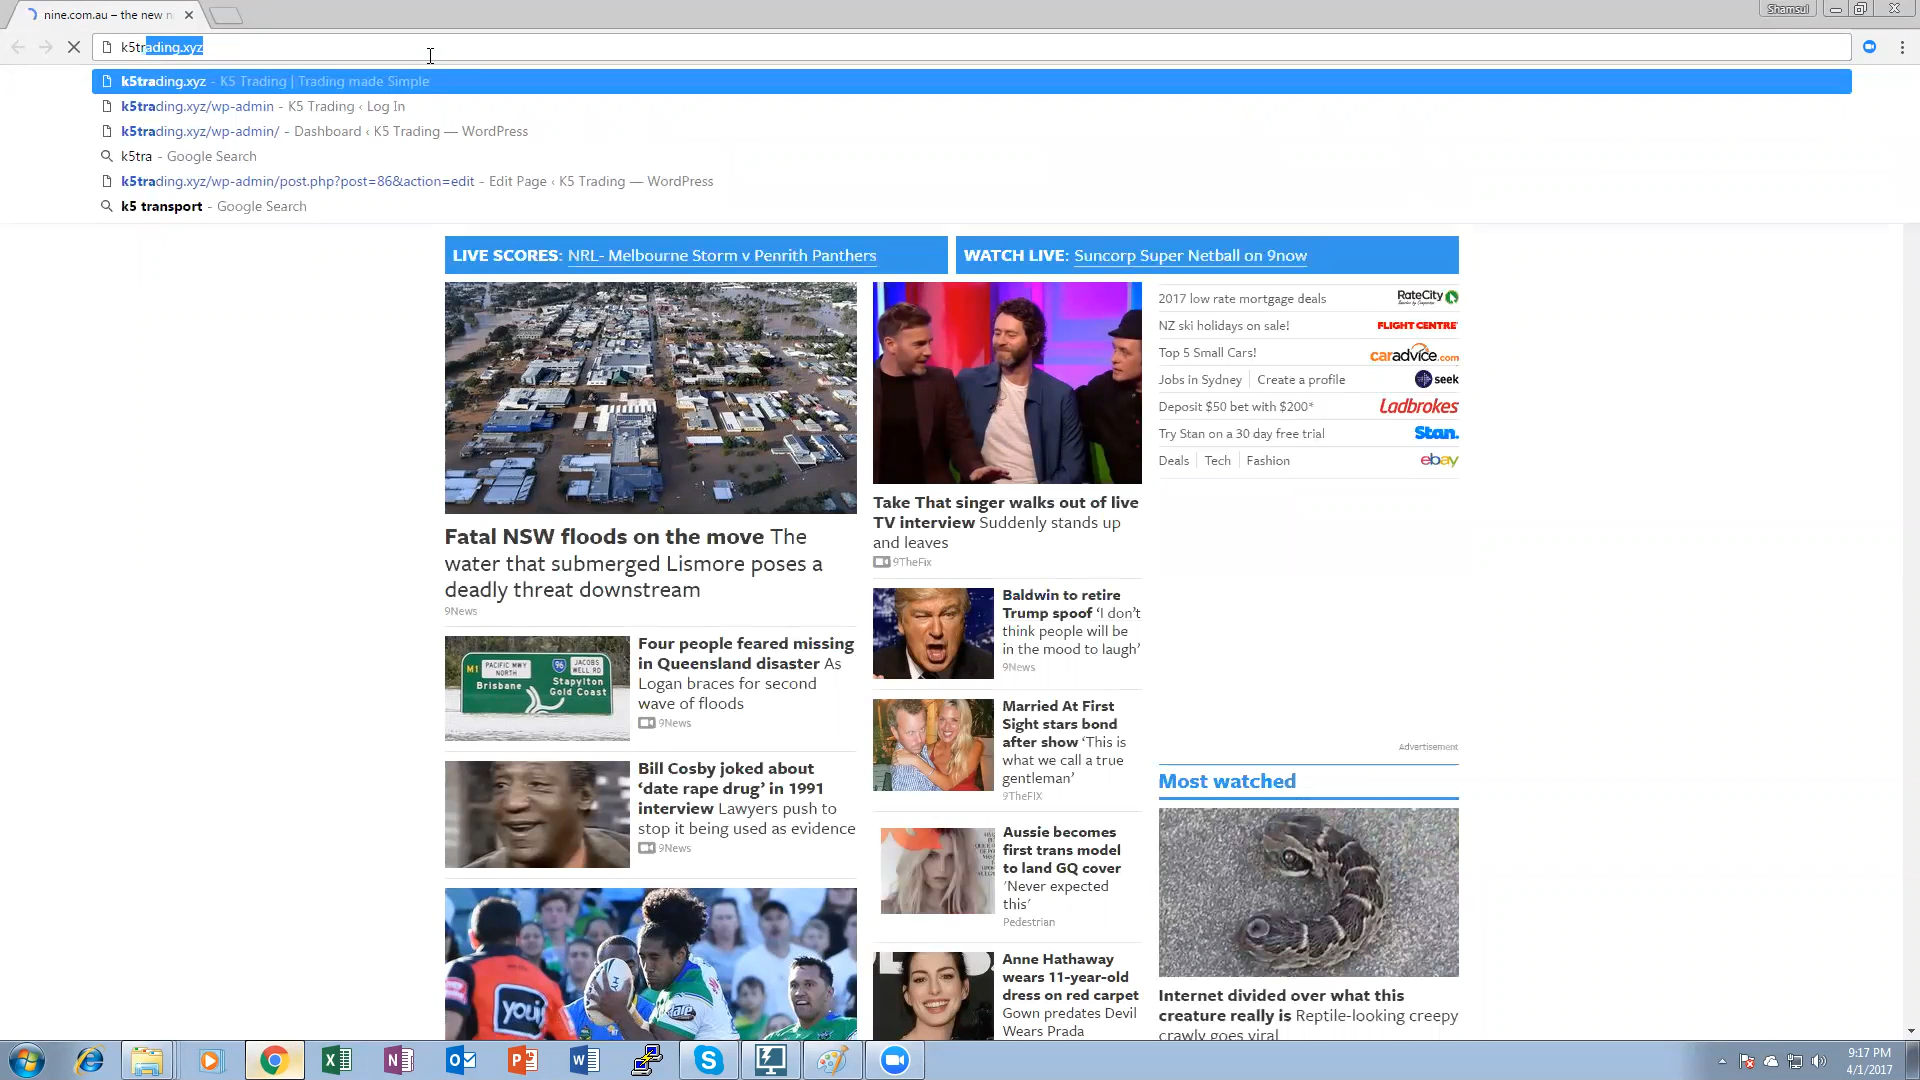 nine.com.au – the new n
Shamsul
k5trading.xyz
k5trading.xyz - K5 Trading | Trading made Simple
k5trading.xyz/wp-admin - K5 Trading ‹ Log In
k5trading.xyz/wp-admin/ - Dashboard ‹ K5 Trading — WordPress
k5tra - Google Search
k5trading.xyz/wp-admin/post.php?post=86&action=edit - Edit Page ‹ K5 Trading — WordPress
k5 transport - Google Search
LIVE SCORES: NRL- Melbourne Storm v Penrith Panthers
WATCH LIVE: Suncorp Super Netball on 9now
Fatal NSW floods on the move The
water that submerged Lismore poses a
deadly threat downstream
9News
M1
PACIFIC MWY
NORTH
96
JACOBS
WELL RD
Brisbane
Stapylton
Gold Coast
Four people feared missing
in Queensland disaster As
Logan braces for second
wave of floods
9News
Bill Cosby joked about
‘date rape drug’ in 1991
interview Lawyers push to
stop it being used as evidence
9News
youi
Take That singer walks out of live
TV interview Suddenly stands up
and leaves
9TheFix
Baldwin to retire
Trump spoof ‘I don’t
think people will be
in the mood to laugh’
9News
Married At First
Sight stars bond
after show ‘This is
what we call a true
gentleman’
9TheFIX
Aussie becomes
first trans model
to land GQ cover
'Never expected
this'
Pedestrian
Anne Hathaway
wears 11-year-old
dress on red carpet
Gown predates Devil
Wears Prada
2017 low rate mortgage deals
RateCity
NZ ski holidays on sale!
FLIGHT CENTRE
Top 5 Small Cars!
caradvice.com
Jobs in Sydney | Create a profile
seek
Deposit $50 bet with $200*
Ladbrokes
Try Stan on a 30 day free trial
Stan.
Deals | Tech | Fashion
ebay
Advertisement
Most watched
Internet divided over what this
creature really is Reptile-looking creepy
crawly goes viral
9:17 PM
4/1/2017